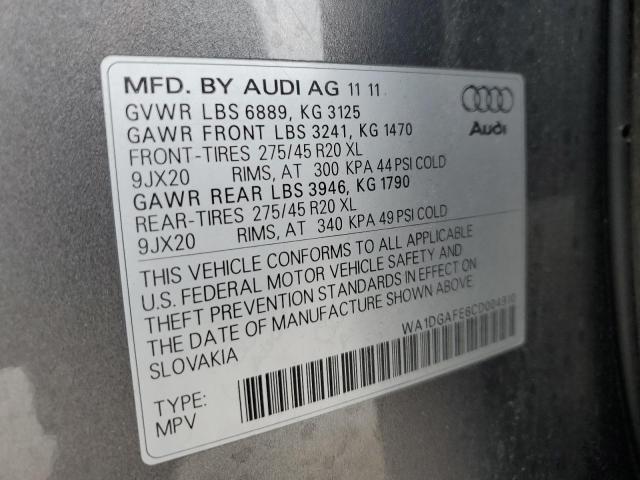 MFD. BY AUDI AG 11 11
GVWR LBS 6889, KG 3125
GAWR FRONT LBS 3241, KG 1470
FRONT-TIRES 275/45 R20 XL
9JX20 RIMS, AT 300 KPA 44 PSI COLD
GAWR REAR LBS 3946, KG 1790
REAR-TIRES 275/45 R20 XL
9JX20 RIMS, AT 340 KPA 49 PSI COLD
Audi
THIS VEHICLE CONFORMS TO ALL APPLICABLE
U.S. FEDERAL MOTOR VEHICLE SAFETY AND
THEFT PREVENTION STANDARDS IN EFFECT ON
THE DATE OF MANUFACTURE SHOWN ABOVE.
SLOVAKIA
WA1DGAFE6CD004910
TYPE:
MPV